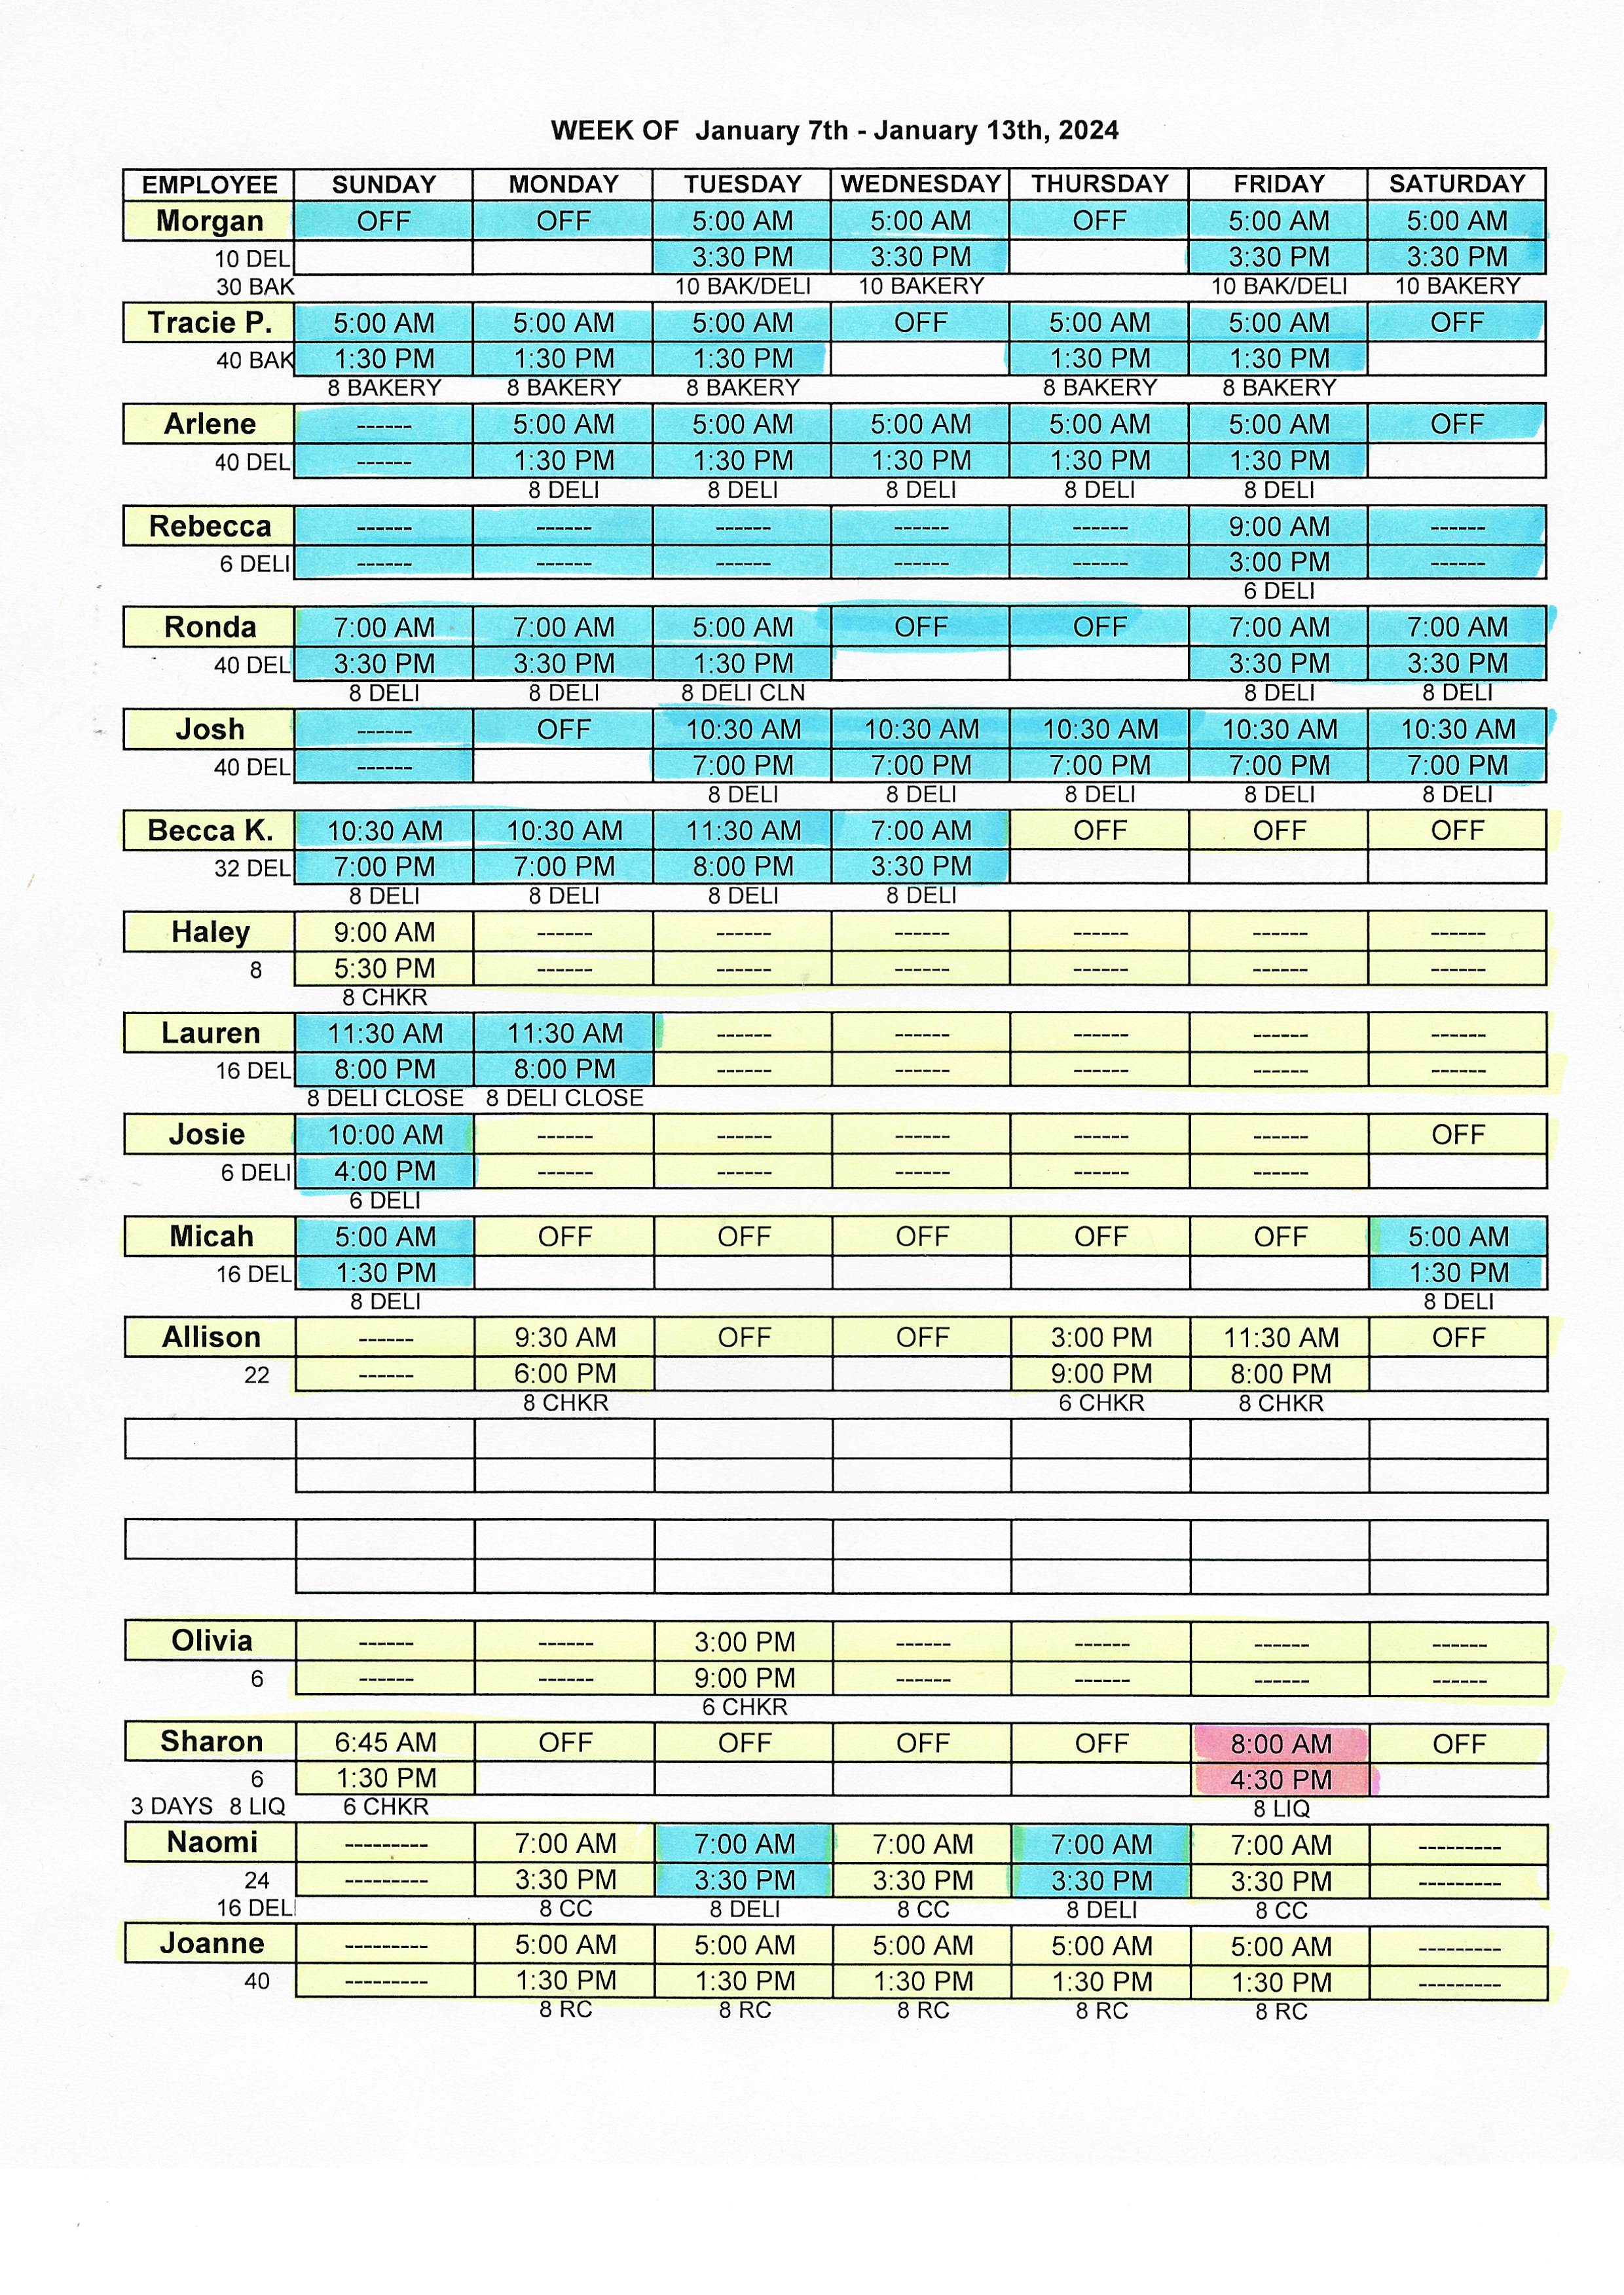 WEEK OF January 7th - January 13th, 2024
EMPLOYEE SUNDAY MONDAY TUESDAY WEDNESDAY THURSDAY FRIDAY SATURDAY
Morgan OFF OFF 5:00 AM 5:00 AM OFF 5:00 AM 5:00 AM
10 DEL 3:30 PM 3:30 PM 3:30 PM 3:30 PM
30 BAK 10 BAK/DELI 10 BAKERY 10 BAK/DELI 10 BAKERY
Tracie P. 5:00 AM 5:00 AM 5:00 AM OFF 5:00 AM 5:00 AM OFF
40 BAK 1:30 PM 1:30 PM 1:30 PM 1:30 PM 1:30 PM
8 BAKERY 8 BAKERY 8 BAKERY 8 BAKERY 8 BAKERY
Arlene ------ 5:00 AM 5:00 AM 5:00 AM 5:00 AM 5:00 AM OFF
40 DEL ------ 1:30 PM 1:30 PM 1:30 PM 1:30 PM 1:30 PM
8 DELI 8 DELI 8 DELI 8 DELI 8 DELI
Rebecca ------ ------ ------ ------ ------ 9:00 AM ------
6 DELI ------ ------ ------ ------ ------ 3:00 PM ------
6 DELI
Ronda 7:00 AM 7:00 AM 5:00 AM OFF OFF 7:00 AM 7:00 AM
40 DEL 3:30 PM 3:30 PM 1:30 PM 3:30 PM 3:30 PM
8 DELI 8 DELI 8 DELI CLN 8 DELI 8 DELI
Josh ------ OFF 10:30 AM 10:30 AM 10:30 AM 10:30 AM 10:30 AM
40 DEL ------ 7:00 PM 7:00 PM 7:00 PM 7:00 PM 7:00 PM
8 DELI 8 DELI 8 DELI 8 DELI 8 DELI
Becca K. 10:30 AM 10:30 AM 11:30 AM 7:00 AM OFF OFF OFF
32 DEL 7:00 PM 7:00 PM 8:00 PM 3:30 PM
8 DELI 8 DELI 8 DELI 8 DELI
Haley 9:00 AM ------ ------ ------ ------ ------ ------
8 5:30 PM ------ ------ ------ ------ ------ ------
8 CHKR
Lauren 11:30 AM 11:30 AM ------ ------ ------ ------ ------
16 DEL 8:00 PM 8:00 PM ------ ------ ------ ------ ------
8 DELI CLOSE 8 DELI CLOSE
Josie 10:00 AM ------ ------ ------ ------ ------ OFF
6 DELI 4:00 PM ------ ------ ------ ------ ------
6 DELI
Micah 5:00 AM OFF OFF OFF OFF OFF 5:00 AM
16 DEL 1:30 PM 1:30 PM
8 DELI 8 DELI
Allison ------ 9:30 AM OFF OFF 3:00 PM 11:30 AM OFF
22 ------ 6:00 PM 9:00 PM 8:00 PM
8 CHKR 6 CHKR 8 CHKR
Olivia ------ ------ 3:00 PM ------ ------ ------ ------
6 ------ ------ 9:00 PM ------ ------ ------ ------
6 CHKR
Sharon 6:45 AM OFF OFF OFF OFF 8:00 AM OFF
6 1:30 PM 4:30 PM
3 DAYS 8 LIQ 6 CHKR 8 LIQ
Naomi --------- 7:00 AM 7:00 AM 7:00 AM 7:00 AM 7:00 AM ---------
24 --------- 3:30 PM 3:30 PM 3:30 PM 3:30 PM 3:30 PM ---------
16 DELI 8 CC 8 DELI 8 CC 8 DELI 8 CC
Joanne --------- 5:00 AM 5:00 AM 5:00 AM 5:00 AM 5:00 AM ---------
40 --------- 1:30 PM 1:30 PM 1:30 PM 1:30 PM 1:30 PM ---------
8 RC 8 RC 8 RC 8 RC 8 RC